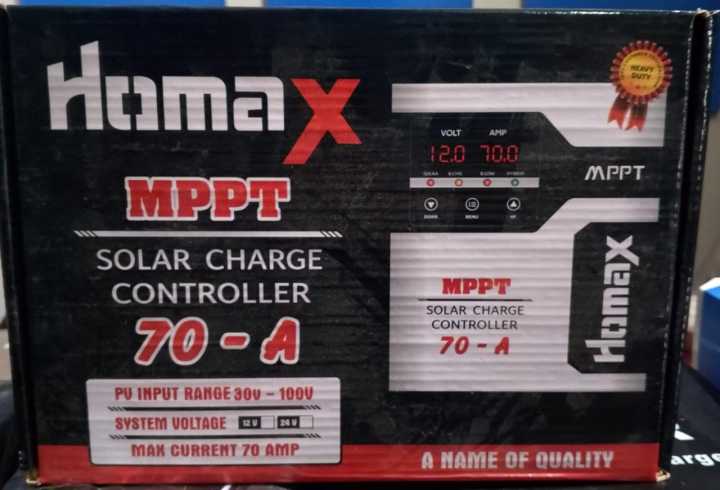 HomaX
MPPT
SOLAR CHARGE
CONTROLLER
70 - A
PV INPUT RANGE 30V - 100V
SYSTEM VOLTAGE 12 V 24 V
MAX CURRENT 70 AMP
HEAVY
DUTY
VOLT AMP
12.0 70.0
DOWN MENU UP
MPPT
HomaX
MPPT
SOLAR CHARGE
CONTROLLER
70 - A
A NAME OF QUALITY
arge